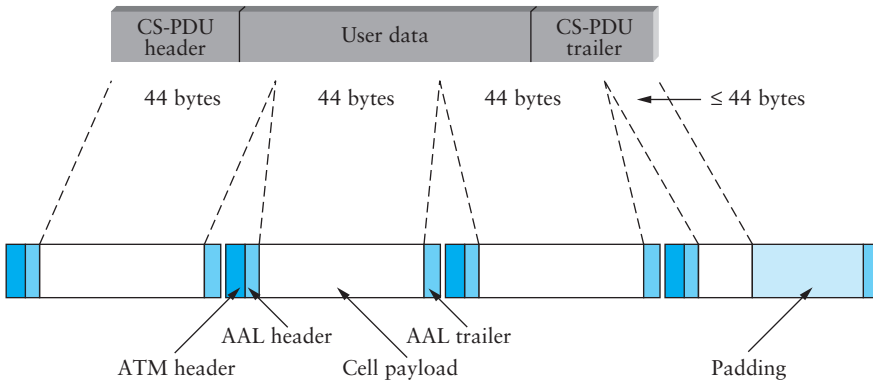 CS-PDU
header
User data
CS-PDU
trailer
44 bytes
44 bytes
44 bytes
≤ 44 bytes
AAL header
AAL trailer
ATM header
Cell payload
Padding